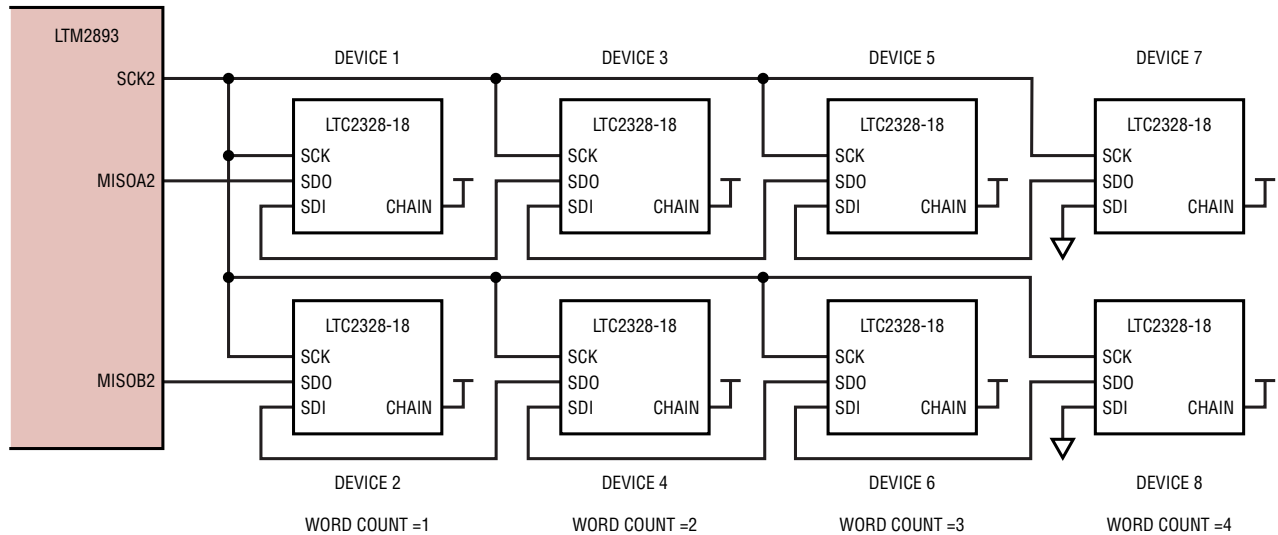 LTM2893
SCK2
MISOA2
MISOB2
DEVICE 1
DEVICE 3
DEVICE 5
DEVICE 7
LTC2328-18
SCK
SDO
SDI CHAIN
LTC2328-18
SCK
SDO
SDI CHAIN
LTC2328-18
SCK
SDO
SDI CHAIN
LTC2328-18
SCK
SDO
SDI CHAIN
LTC2328-18
SCK
SDO
SDI CHAIN
LTC2328-18
SCK
SDO
SDI CHAIN
LTC2328-18
SCK
SDO
SDI CHAIN
LTC2328-18
SCK
SDO
SDI CHAIN
DEVICE 2
DEVICE 4
DEVICE 6
DEVICE 8
WORD COUNT =1
WORD COUNT =2
WORD COUNT =3
WORD COUNT =4